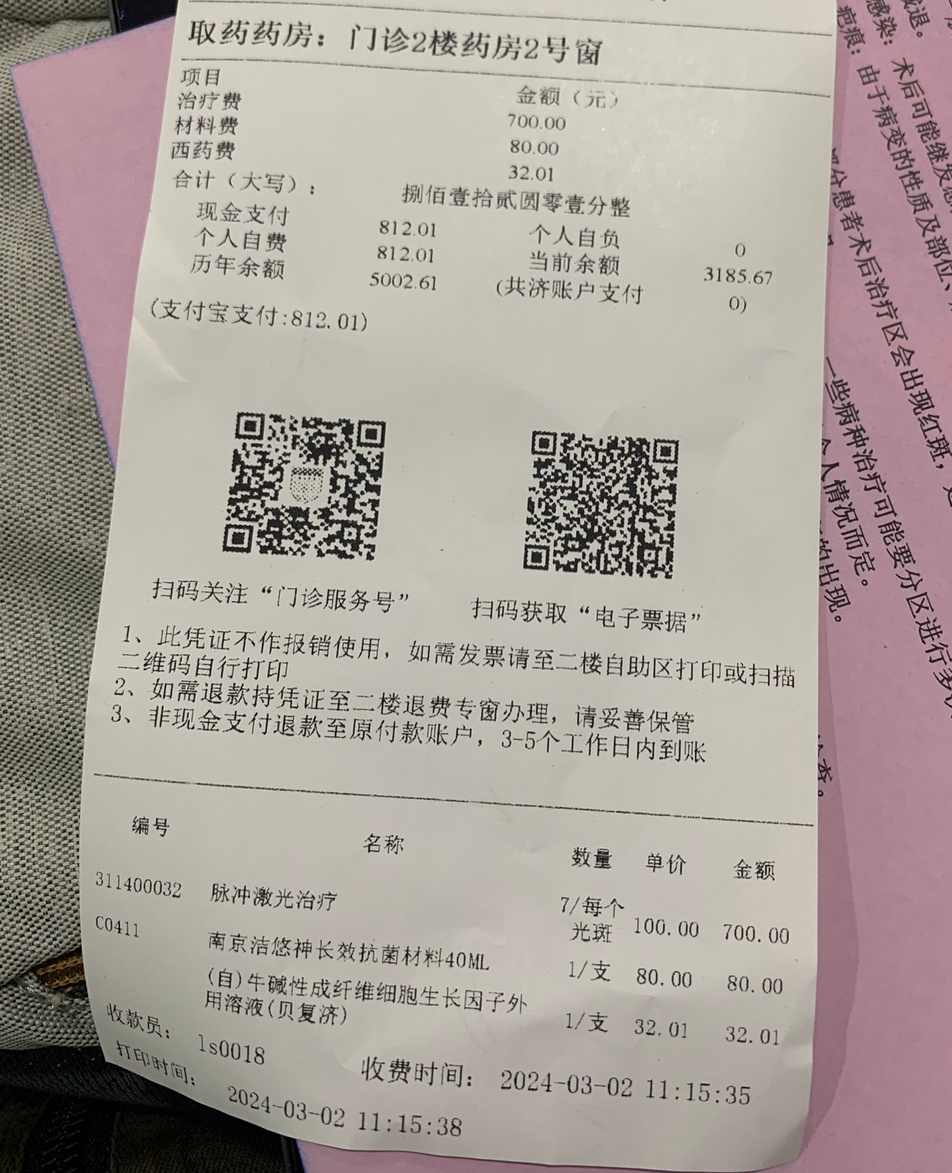 取药药房：门诊2楼药房2号窗
项目 金额（元）
治疗费 700.00
材料费 80.00
西药费 32.01
合计（大写）： 捌佰壹拾贰圆零壹分整
现金支付 812.01 个人自负 0
个人自费 812.01 当前余额 3185.67
历年余额 5002.61 (共济账户支付 0)
(支付宝支付:812.01)
扫码关注“门诊服务号” 扫码获取“电子票据”
1、此凭证不作报销使用，如需发票请至二楼自助区打印或扫描
二维码自行打印
2、如需退款持凭证至二楼退费专窗办理，请妥善保管
3、非现金支付退款至原付款账户，3-5个工作日内到账
编号 名称 数量 单价 金额
311400032 脉冲激光治疗 7/每个
光斑 100.00 700.00
C0411 南京洁悠神长效抗菌材料40ML 1/支 80.00 80.00
(自)牛碱性成纤维细胞生长因子外
用溶液(贝复济) 1/支 32.01 32.01
收款员： ls0018 收费时间： 2024-03-02 11:15:35
打印时间： 2024-03-02 11:15:38
减退。
感染：术后可能继发感
疤痕：由于病变的性质及部位、
部分患者术后治疗区会出现红斑，
一些病种治疗可能要分区进行多
个人情况而定。
的出现。
检查。